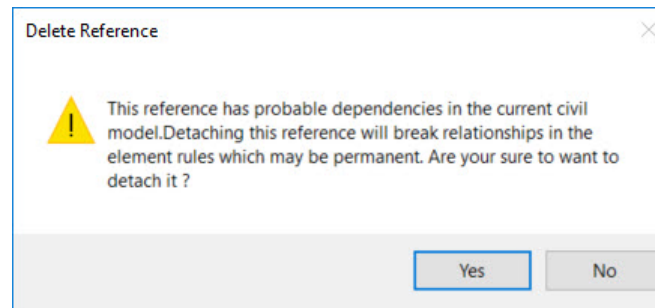 Delete Reference
This reference has probable dependencies in the current civil
model.Detaching this reference will break relationships in the
element rules which may be permanent. Are your sure to want to
detach it ?
Yes
No